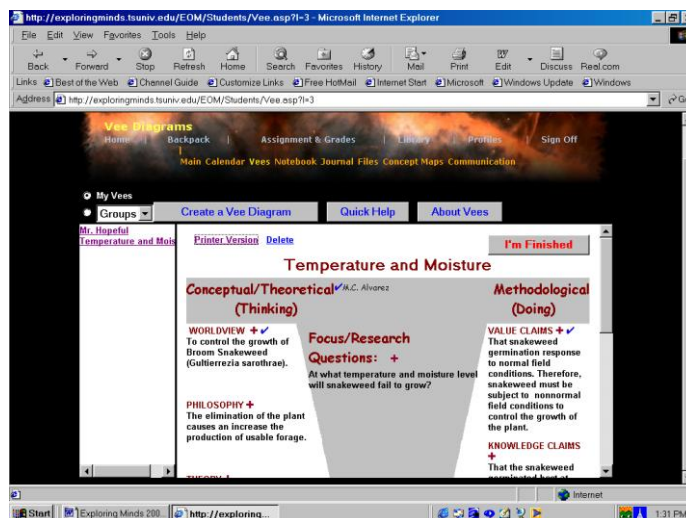 http://exploringminds.tsuniv.edu/EOM/Students/Vee.asp?I=3 - Microsoft Internet Explorer
File Edit View Favorites Tools Help
Back Forward Stop Refresh Home Search Favorites History Mail Print Edit Discuss Real.com
Links Best of the Web Channel Guide Customize Links Free HotMail Internet Start Microsoft Windows Update Windows
Address http://exploringminds.tsuniv.edu/EOM/Students/Vee.asp?I=3 Go
Vee Diagrams
Home | Backpack | Assignment & Grades | Library | Profiles | Sign Off
Main Calendar Vees Notebook Journal Files Concept Maps Communication
My Vees
Groups Create a Vee Diagram Quick Help About Vees
Mr. Hopeful
Temperature and Mois
Printer Version Delete I'm Finished
Temperature and Moisture
Conceptual/Theoretical M.C. Alvarez
(Thinking)
Methodological
(Doing)
WORLDVIEW +
To control the growth of
Broom Snakeweed
(Gultierrezia sarothrae).
PHILOSOPHY +
The elimination of the plant
causes an increase the
production of usable forage.
Focus/Research
Questions: +
At what temperature and moisture level
will snakeweed fail to grow?
VALUE CLAIMS +
That snakeweed
germination response
to normal field
conditions. Therefore,
snakeweed must be
subject to nonnormal
field conditions to
control the growth of
the plant.
KNOWLEDGE CLAIMS
+
That the snakeweed
Internet
Start Exploring Minds 200... http://exploring... 1:31 PM